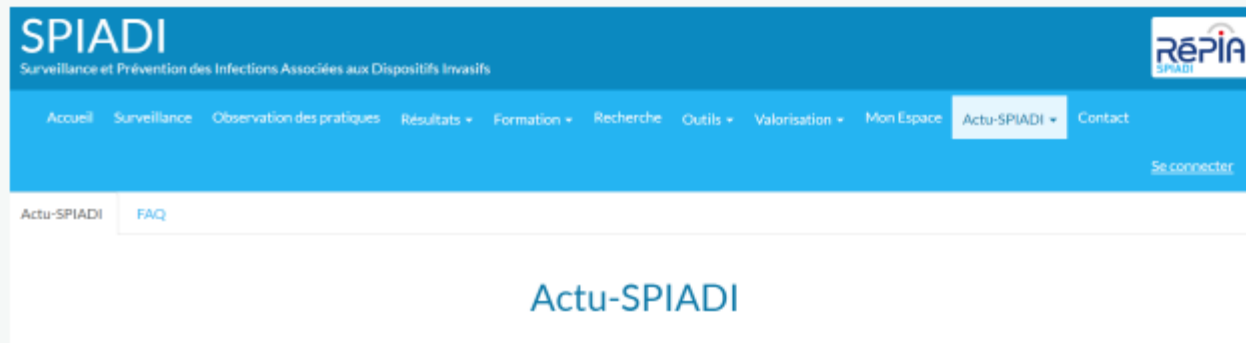 SPIADI
Surveillance et Prévention des Infections Associées aux Dispositifs Invasifs
RéPIA
SPIADI
Accueil Surveillance Observation des pratiques Résultats Formation Recherche Outils Valorisation Mon Espace Actu-SPIADI Contact
Se connecter
Actu-SPIADI FAQ
Actu-SPIADI